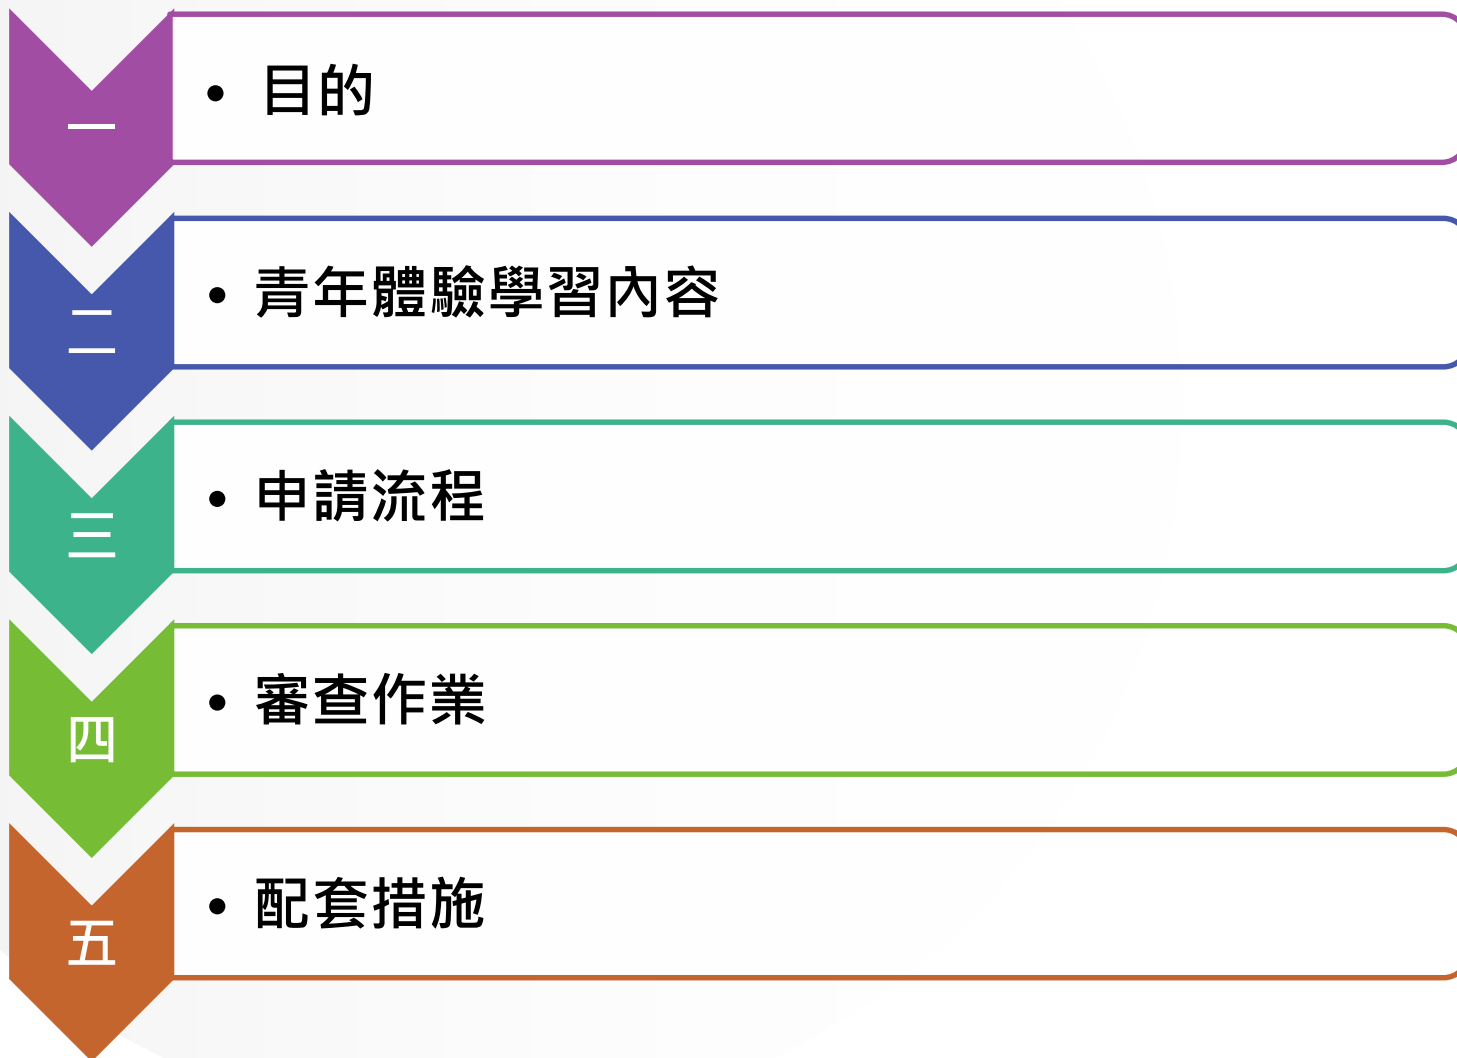 一
• 目的
二
• 青年體驗學習內容
三
• 申請流程
四
• 審查作業
五
• 配套措施